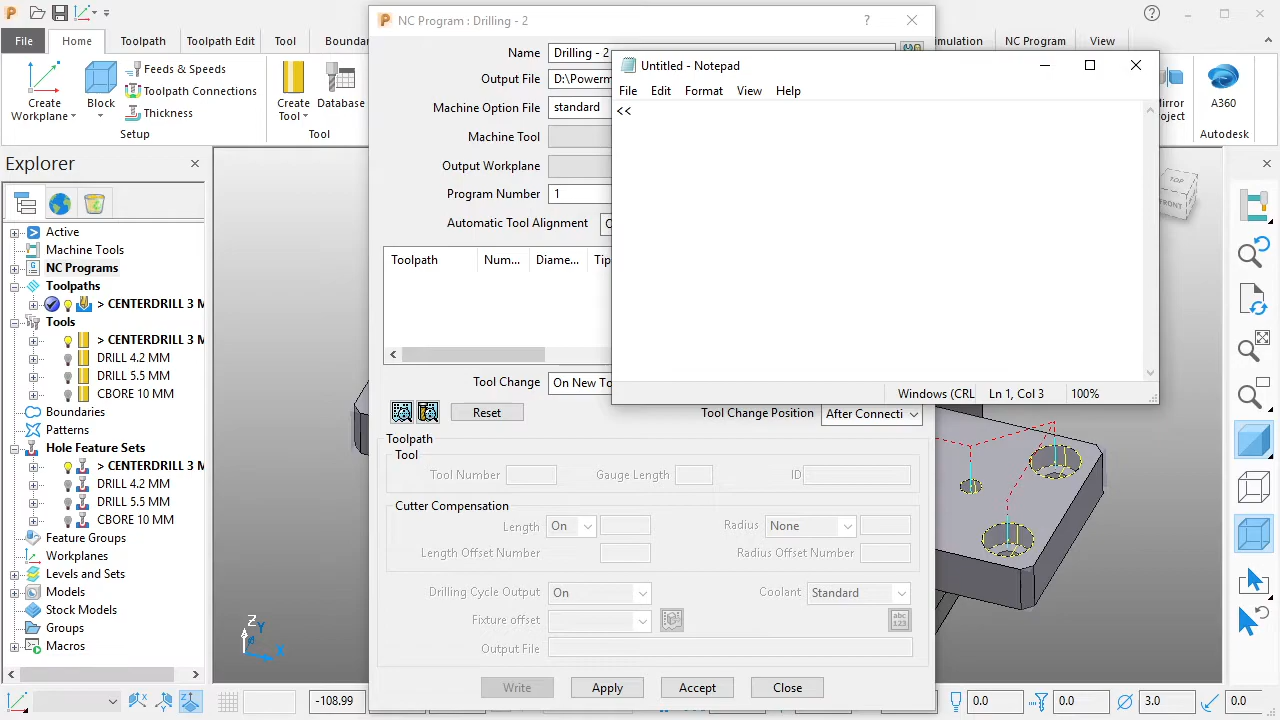 NC Program : Drilling - 2
File
Home
Toolpath
Toolpath Edit
Tool
Boundar
imulation
NC Program
View
Create
Workplane
Block
Feeds & Speeds
Toolpath Connections
Thickness
Setup
Create
Tool
Database
Tool
irror
oject
A360
Autodesk
Explorer
Active
Machine Tools
NC Programs
Toolpaths
> CENTERDRILL 3 M
Tools
> CENTERDRILL 3 M
DRILL 4.2 MM
DRILL 5.5 MM
CBORE 10 MM
Boundaries
Patterns
Hole Feature Sets
> CENTERDRILL 3 M
DRILL 4.2 MM
DRILL 5.5 MM
CBORE 10 MM
Feature Groups
Workplanes
Levels and Sets
Models
Stock Models
Groups
Macros
Name
Drilling - 2
Output File
D:\Powerm
Machine Option File
standard
Machine Tool
Output Workplane
Program Number
1
Automatic Tool Alignment
Toolpath
Num...
Diame...
Tip
Tool Change
On New To
Reset
Tool Change Position
After Connecti
Toolpath
Tool
Tool Number
Gauge Length
ID
Cutter Compensation
Length
On
Radius
None
Length Offset Number
Radius Offset Number
Drilling Cycle Output
On
Coolant
Standard
Fixture offset
abc
123
Output File
Write
Apply
Accept
Close
Untitled - Notepad
File
Edit
Format
View
Help
<<
Windows (CRL
Ln 1, Col 3
100%
TOP
FRONT
Z
Y
X
-108.99
0.0
0.0
3.0
0.0